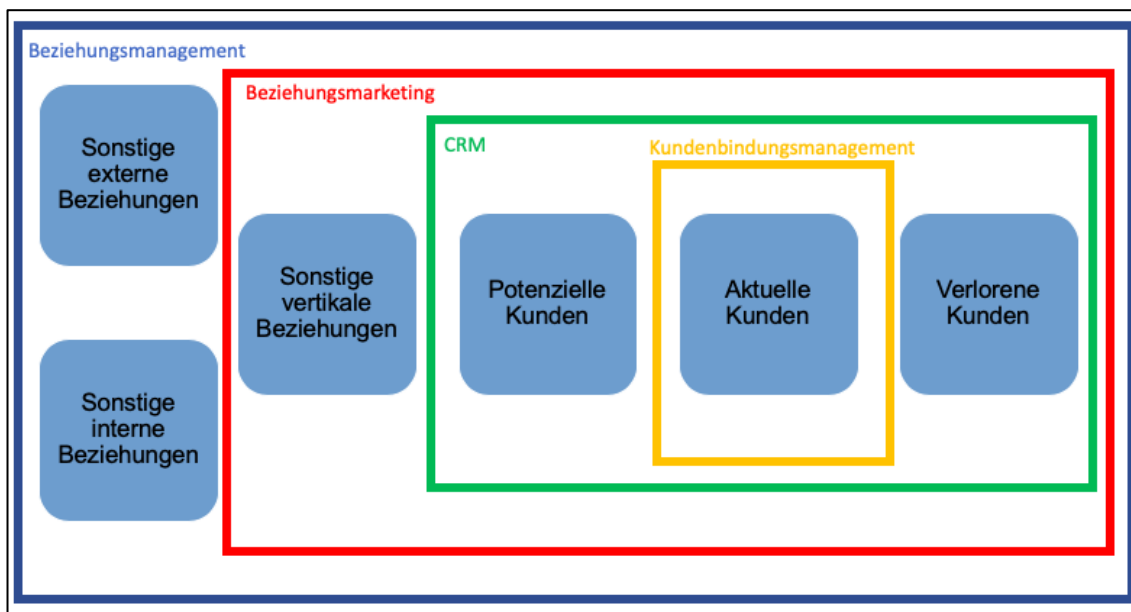 Beziehungsmanagement
Beziehungsmarketing
CRM
Kundenbindungsmanagement
Sonstige
externe
Beziehungen
Sonstige
interne
Beziehungen
Sonstige
vertikale
Beziehungen
Potenzielle
Kunden
Aktuelle
Kunden
Verlorene
Kunden